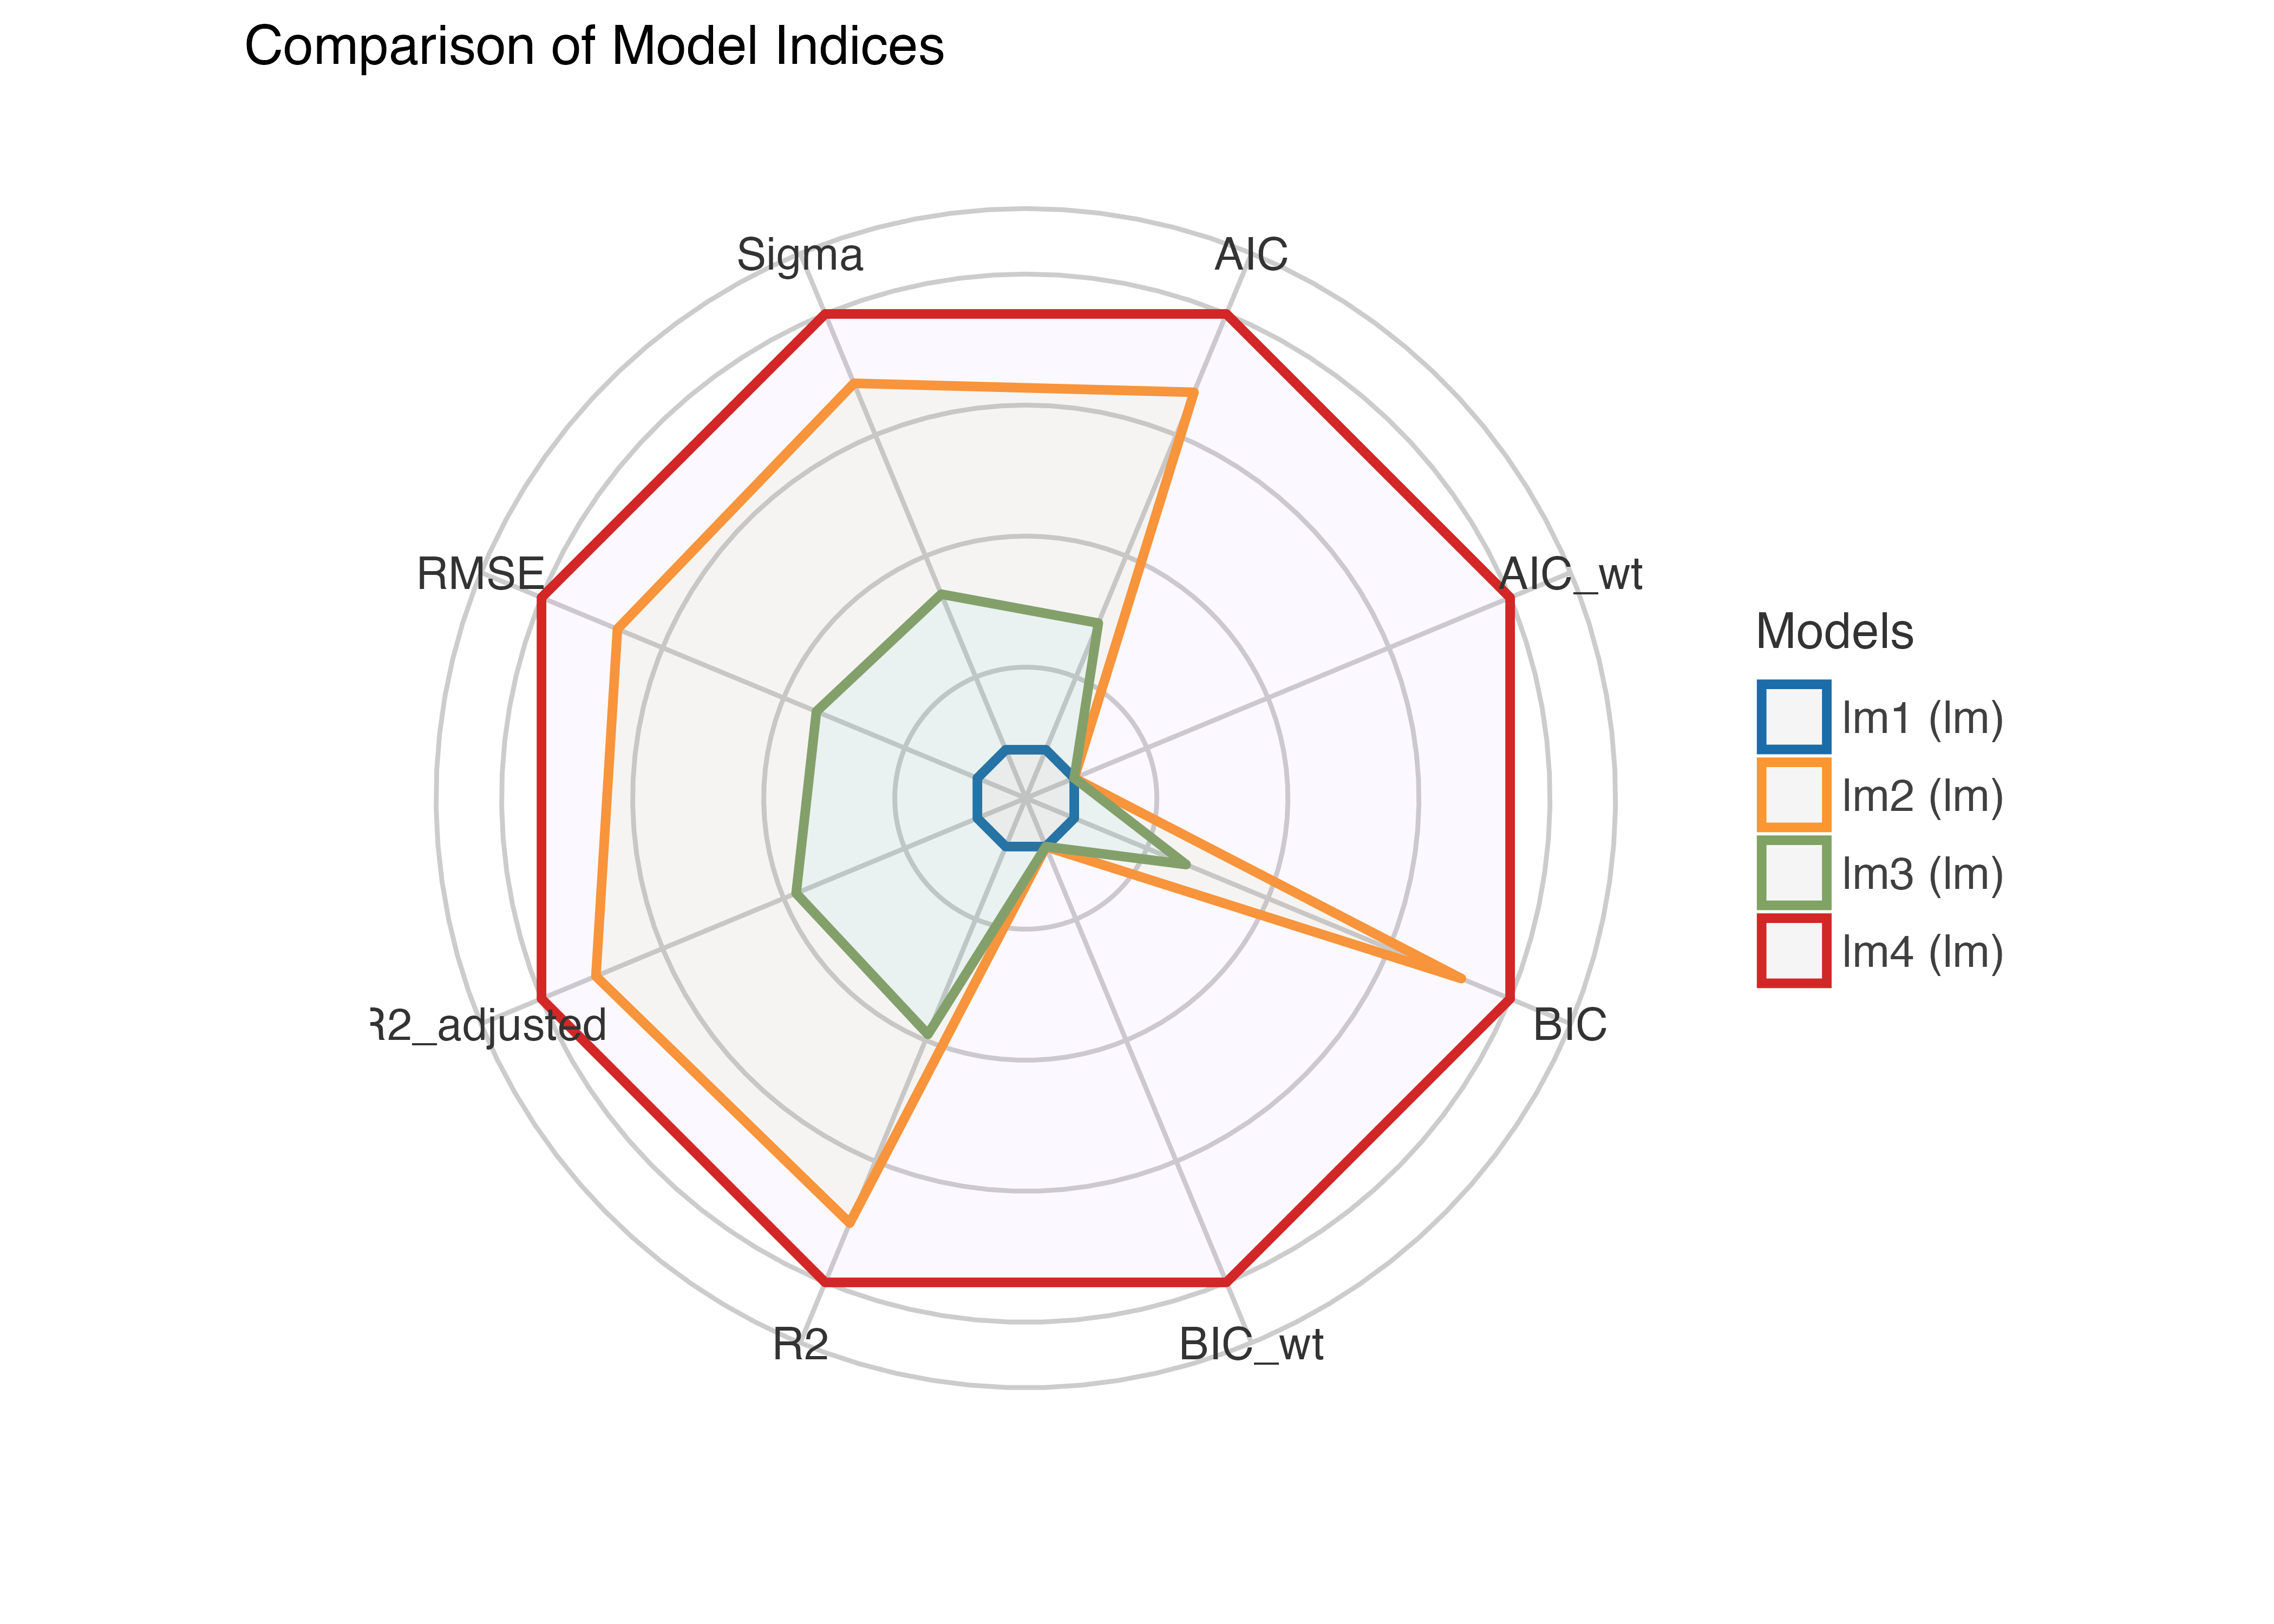 Comparison of Model Indices
Sigma
AIC
RMSE
AIC_wt
R2_adjusted
BIC
R2
BIC_wt
Models
lm1 (lm)
lm2 (lm)
lm3 (lm)
lm4 (lm)